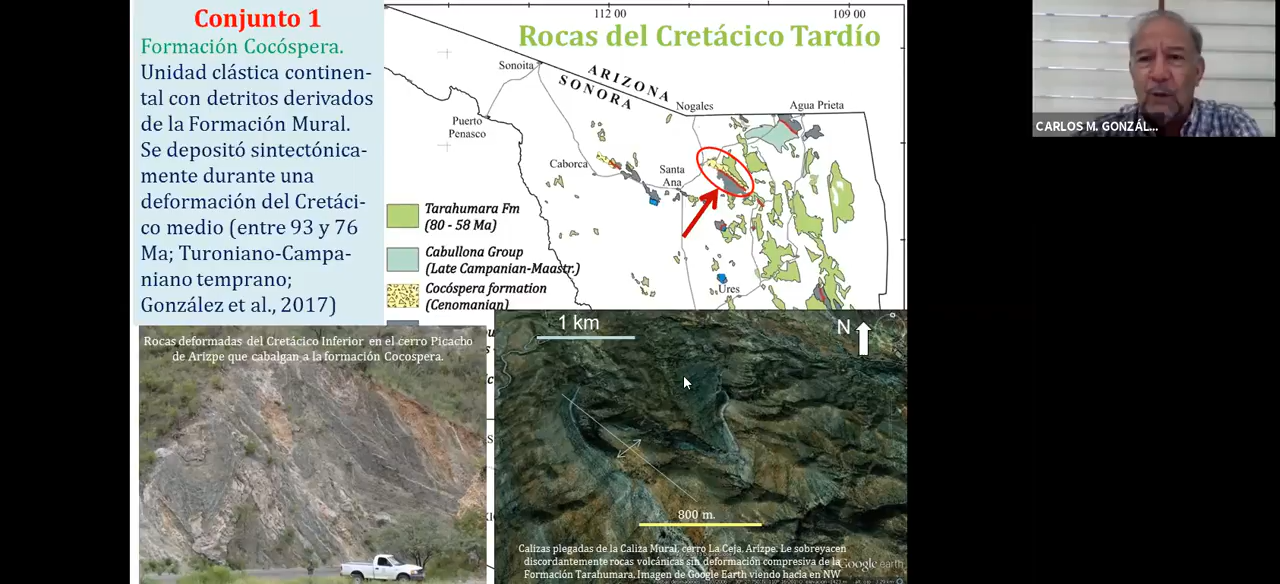 Conjunto 1
Formación Cocóspera.
Unidad clástica continen-
tal con detritos derivados
de la Formación Mural.
Se depositó sintectónica-
mente durante una
deformación del Cretáci-
co medio (entre 93 y 76
Ma; Turoniano-Campa-
niano temprano;
González et al., 2017)
112 00
109 00
Rocas del Cretácico Tardío
Sonoita
ARIZONA
SONORA
Nogales
Agua Prieta
Puerto
Penasco
Caborca
Santa
Ana
Ures
Tarahumara Fm
(80 - 58 Ma)
Cabullona Group
(Late Campanian-Maastr.)
Cocóspera formation
(Cenomanian)
Rocas deformadas del Cretácico Inferior en el cerro Picacho
de Arizpe que cabalgan a la formación Cocospera.
1 km
N
800 m.
Calizas plegadas de la Caliza Mural, cerro La Ceja, Arizpe. Le sobreyacen
discordantemente rocas volcánicas sin deformación compresiva de la
Formación Tarahumara. Imagen de Google Earth viendo hacia en NW
Google earth
CARLOS M. GONZÁL...